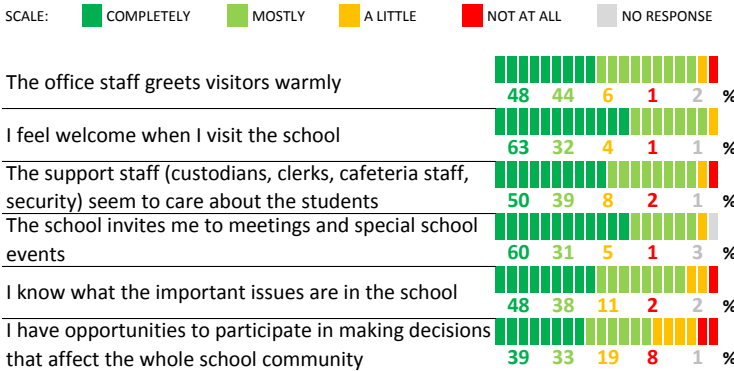 SCALE: COMPLETELY MOSTLY A LITTLE NOT AT ALL NO RESPONSE
The office staff greets visitors warmly
48 44 6 1 2 %
I feel welcome when I visit the school
63 32 4 1 1 %
The support staff (custodians, clerks, cafeteria staff,
security) seem to care about the students
50 39 8 2 1 %
The school invites me to meetings and special school
events
60 31 5 1 3 %
I know what the important issues are in the school
48 38 11 2 2 %
I have opportunities to participate in making decisions
that affect the whole school community
39 33 19 8 1 %